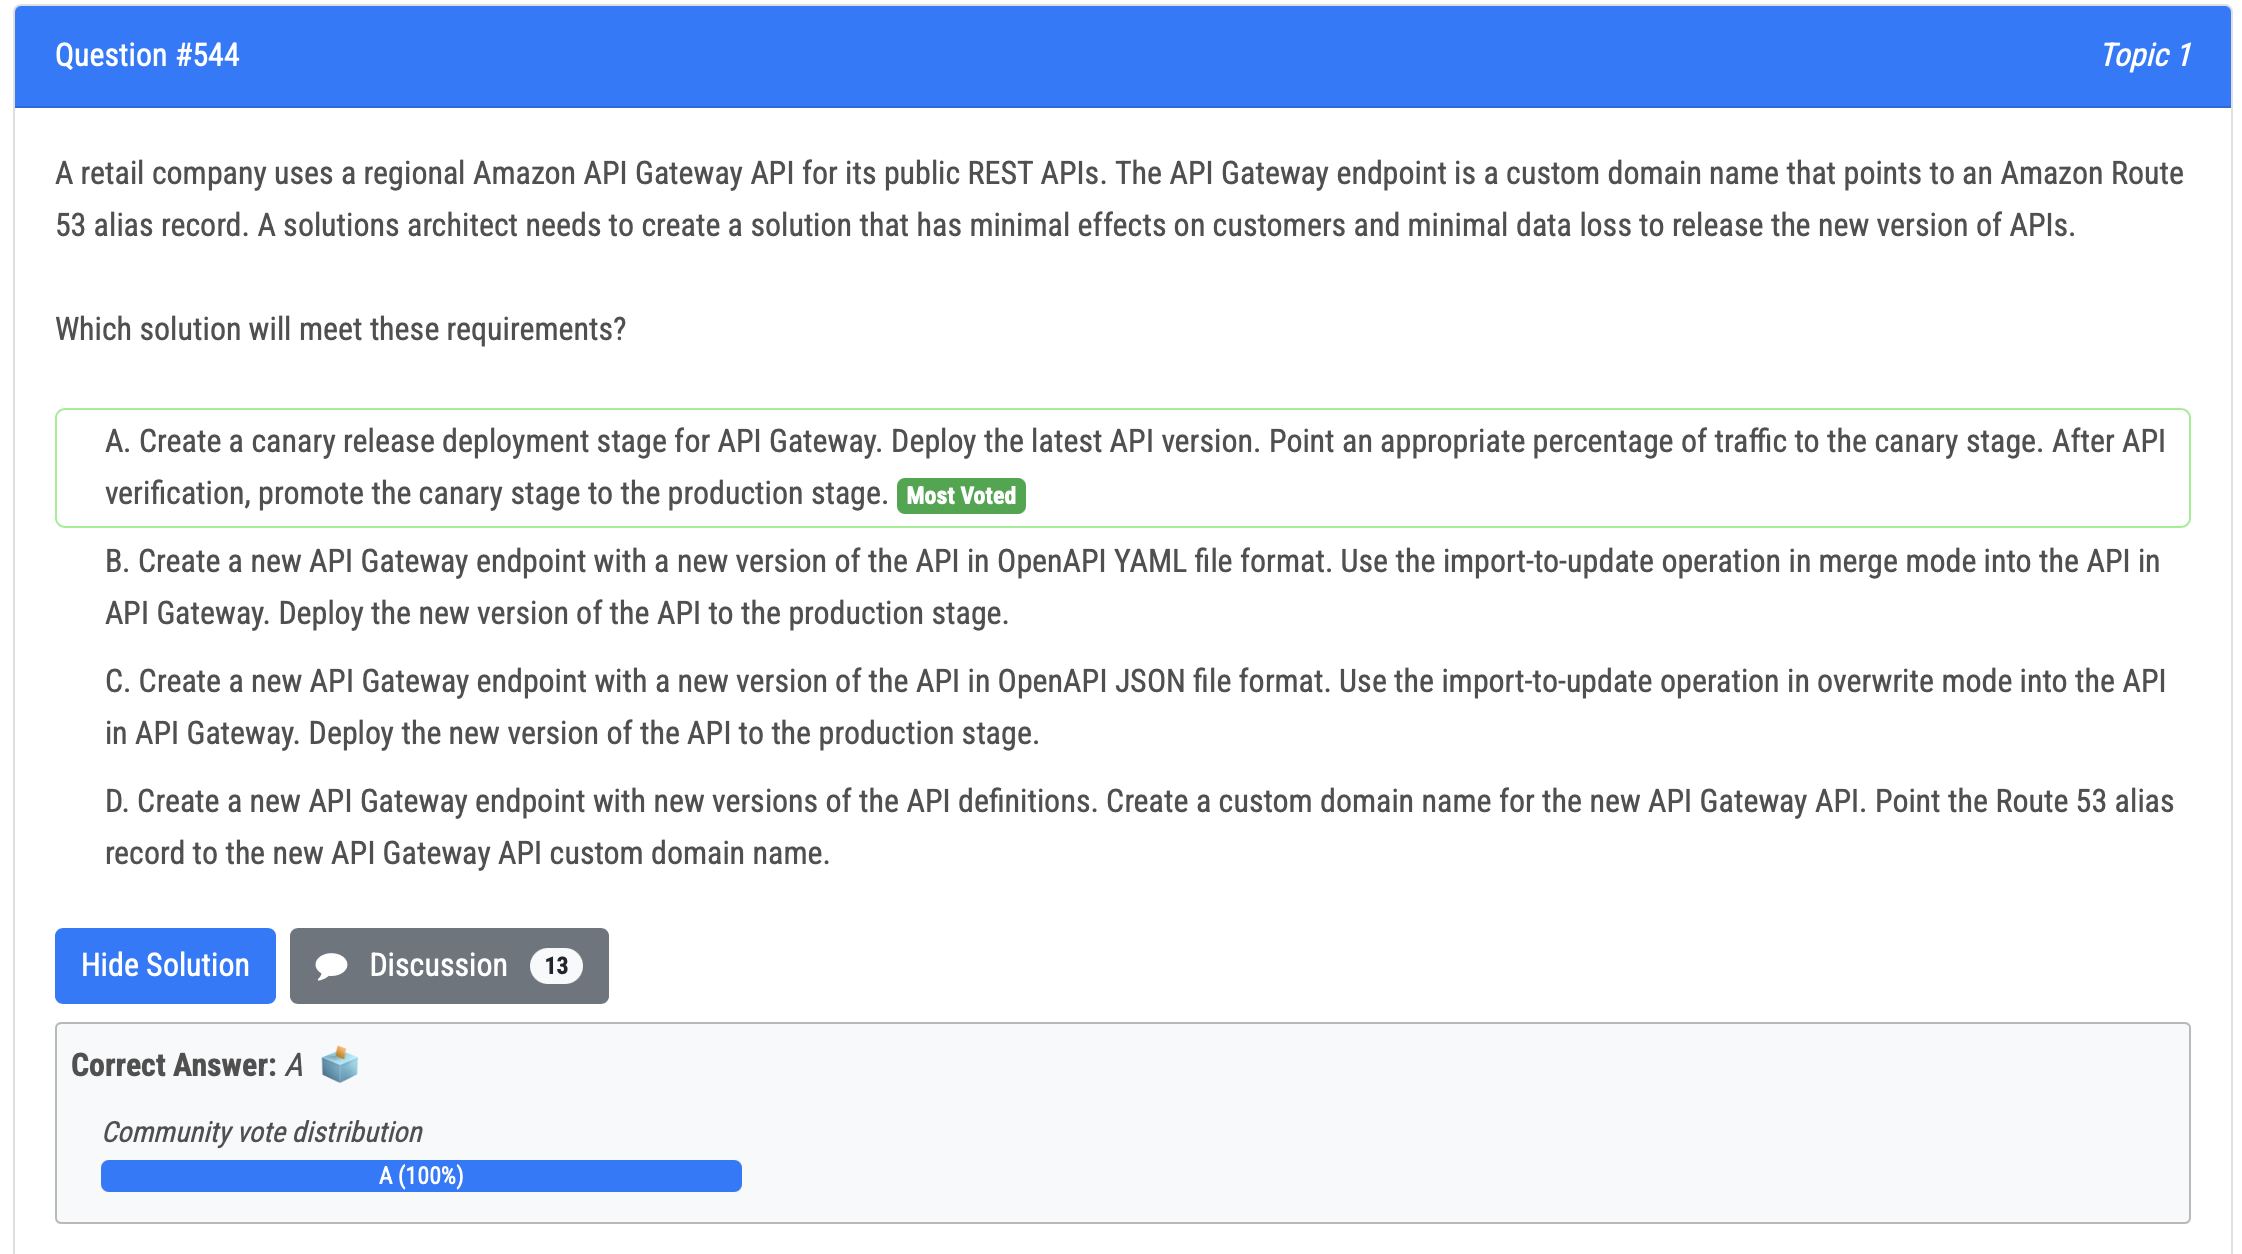 Question #544
Topic 1
A retail company uses a regional Amazon API Gateway API for its public REST APIs. The API Gateway endpoint is a custom domain name that points to an Amazon Route
53 alias record. A solutions architect needs to create a solution that has minimal effects on customers and minimal data loss to release the new version of APIs.
Which solution will meet these requirements?
A. Create a canary release deployment stage for API Gateway. Deploy the latest API version. Point an appropriate percentage of traffic to the canary stage. After API
verification, promote the canary stage to the production stage. Most Voted
B. Create a new API Gateway endpoint with a new version of the API in OpenAPI YAML file format. Use the import-to-update operation in merge mode into the API in
API Gateway. Deploy the new version of the API to the production stage.
C. Create a new API Gateway endpoint with a new version of the API in OpenAPI JSON file format. Use the import-to-update operation in overwrite mode into the API
in API Gateway. Deploy the new version of the API to the production stage.
D. Create a new API Gateway endpoint with new versions of the API definitions. Create a custom domain name for the new API Gateway API. Point the Route 53 alias
record to the new API Gateway API custom domain name.
Hide Solution
Discussion 13
Correct Answer: A
Community vote distribution
A (100%)